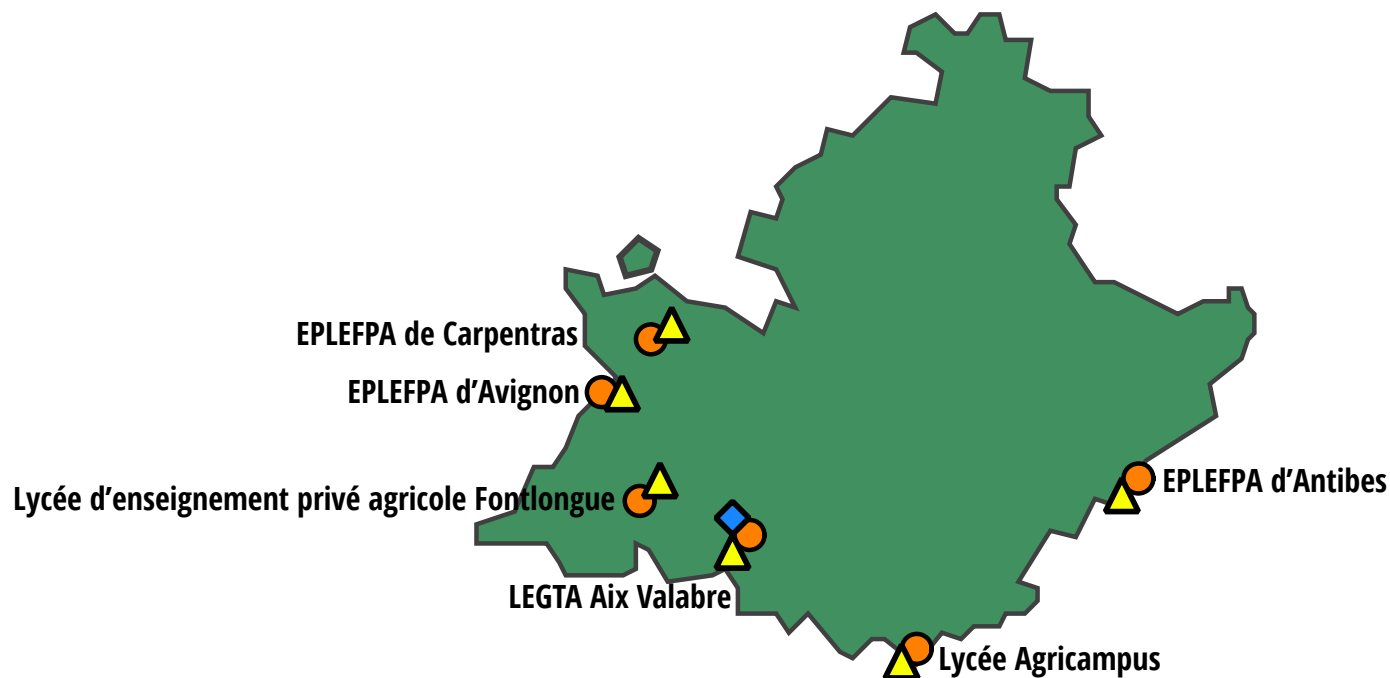 EPLEFPA de Carpentras
EPLEFPA d’Avignon
EPLEFPA d’Antibes
Lycée d’enseignement privé agricole Fontlongue
LEGTA Aix Valabre
Lycée Agricampus